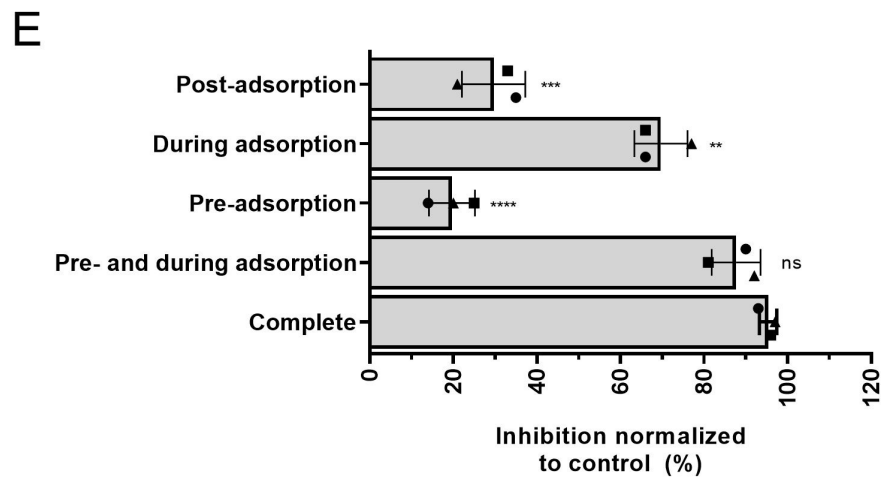 E
Post-adsorption ***
During adsorption **
Pre-adsorption ****
Pre- and during adsorption ns
Complete
0 20 40 60 80 100 120
Inhibition normalized
to control (%)